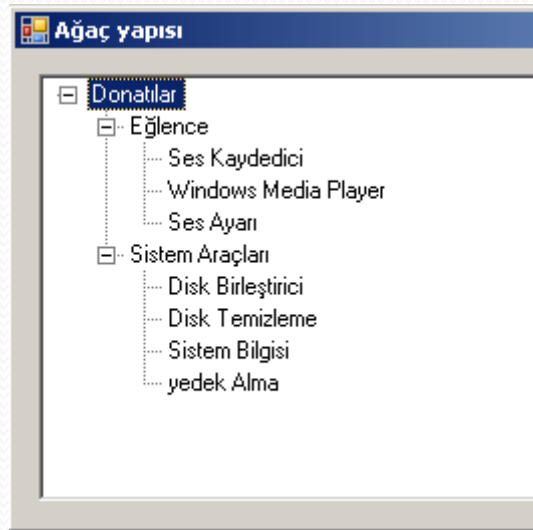 Ağaç yapısı
Donatılar
Eğlence
Ses Kaydedici
Windows Media Player
Ses Ayarı
Sistem Araçları
Disk Birleştirici
Disk Temizleme
Sistem Bilgisi
yedek Alma